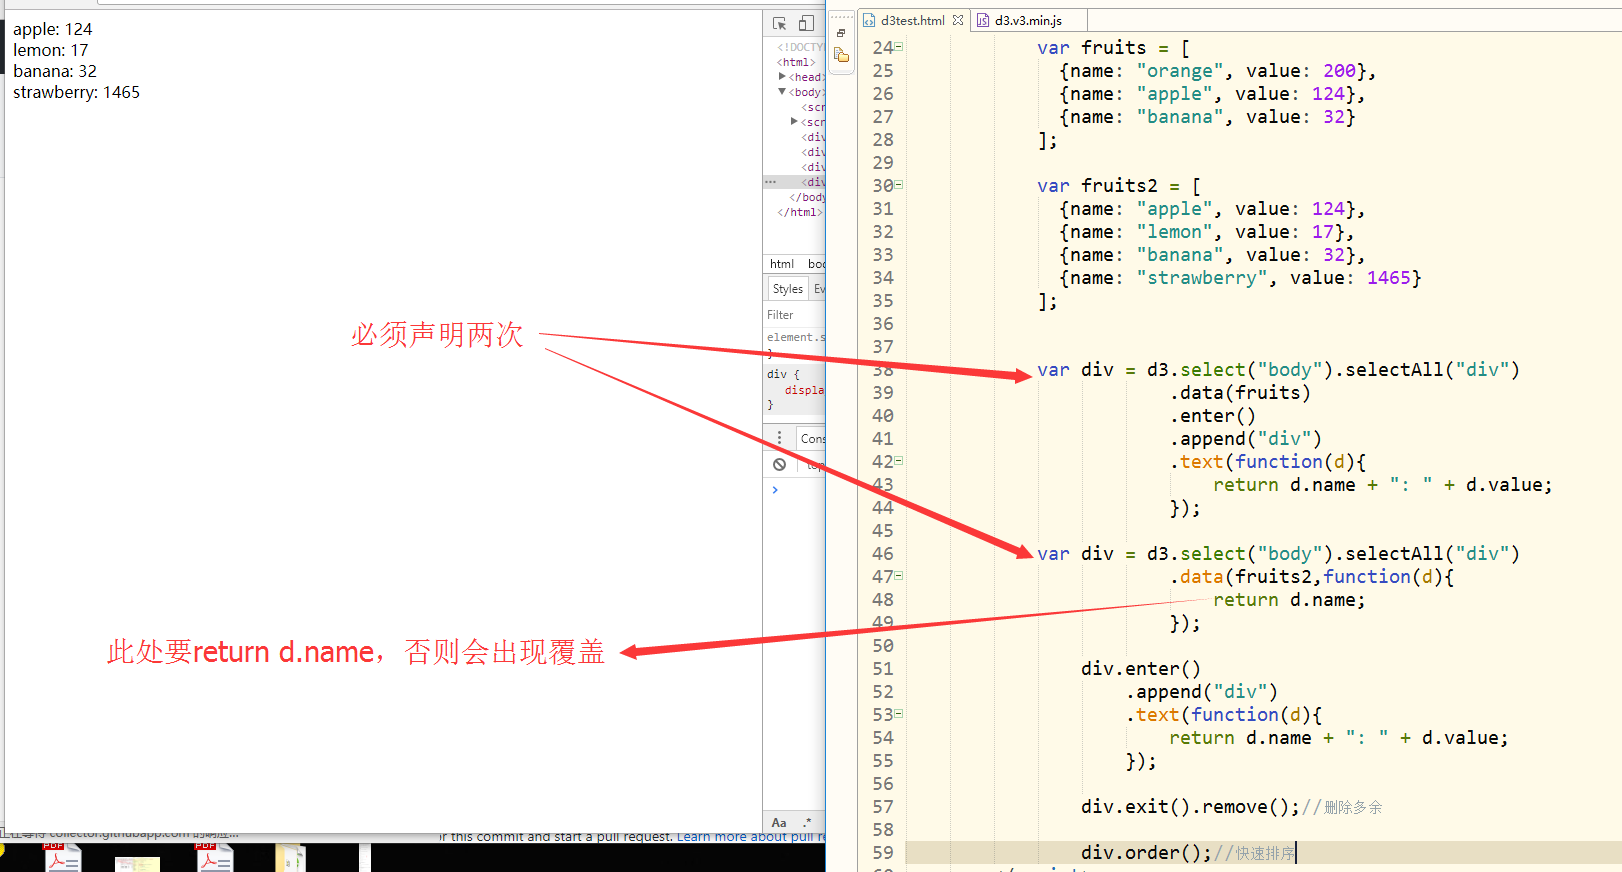 apple: 124
lemon: 17
banana: 32
strawberry: 1465
<!DOCTY
<html>
<head>
<body>
<scr
<scr
<div
<div
<div
<div
</body
</html>
html
Styles
Filter
element.s
}
div {
displa
}
Cons
top
Aa
.*
or this commit and start a pull request. Learn more about pull re
PDF
PDF
必须声明两次
此处要return d.name，否则会出现覆盖
d3test.html
d3.v3.min.js
24 var fruits = [
25 {name: "orange", value: 200},
26 {name: "apple", value: 124},
27 {name: "banana", value: 32}
28 ];
29
30 var fruits2 = [
31 {name: "apple", value: 124},
32 {name: "lemon", value: 17},
33 {name: "banana", value: 32},
34 {name: "strawberry", value: 1465}
35 ];
36
37
38 var div = d3.select("body").selectAll("div")
39 .data(fruits)
40 .enter()
41 .append("div")
42 .text(function(d){
43 return d.name + ": " + d.value;
44 });
45
46 var div = d3.select("body").selectAll("div")
47 .data(fruits2,function(d){
48 return d.name;
49 });
50
51 div.enter()
52 .append("div")
53 .text(function(d){
54 return d.name + ": " + d.value;
55 });
56
57 div.exit().remove();//删除多余
58
59 div.order();//快速排序